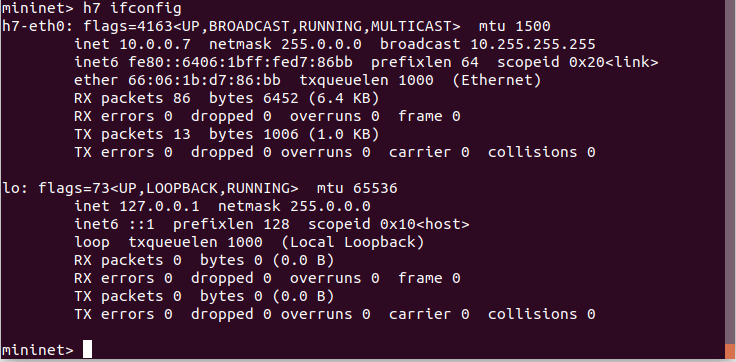 mininet> h7 ifconfig
h7-eth0: flags=4163<UP,BROADCAST,RUNNING,MULTICAST>  mtu 1500
        inet 10.0.0.7  netmask 255.0.0.0  broadcast 10.255.255.255
        inet6 fe80::6406:1bff:fed7:86bb  prefixlen 64  scopeid 0x20<link>
        ether 66:06:1b:d7:86:bb  txqueuelen 1000  (Ethernet)
        RX packets 86  bytes 6452 (6.4 KB)
        RX errors 0  dropped 0  overruns 0  frame 0
        TX packets 13  bytes 1006 (1.0 KB)
        TX errors 0  dropped 0 overruns 0  carrier 0  collisions 0

lo: flags=73<UP,LOOPBACK,RUNNING>  mtu 65536
        inet 127.0.0.1  netmask 255.0.0.0
        inet6 ::1  prefixlen 128  scopeid 0x10<host>
        loop  txqueuelen 1000  (Local Loopback)
        RX packets 0  bytes 0 (0.0 B)
        RX errors 0  dropped 0  overruns 0  frame 0
        TX packets 0  bytes 0 (0.0 B)
        TX errors 0  dropped 0 overruns 0  carrier 0  collisions 0

mininet>